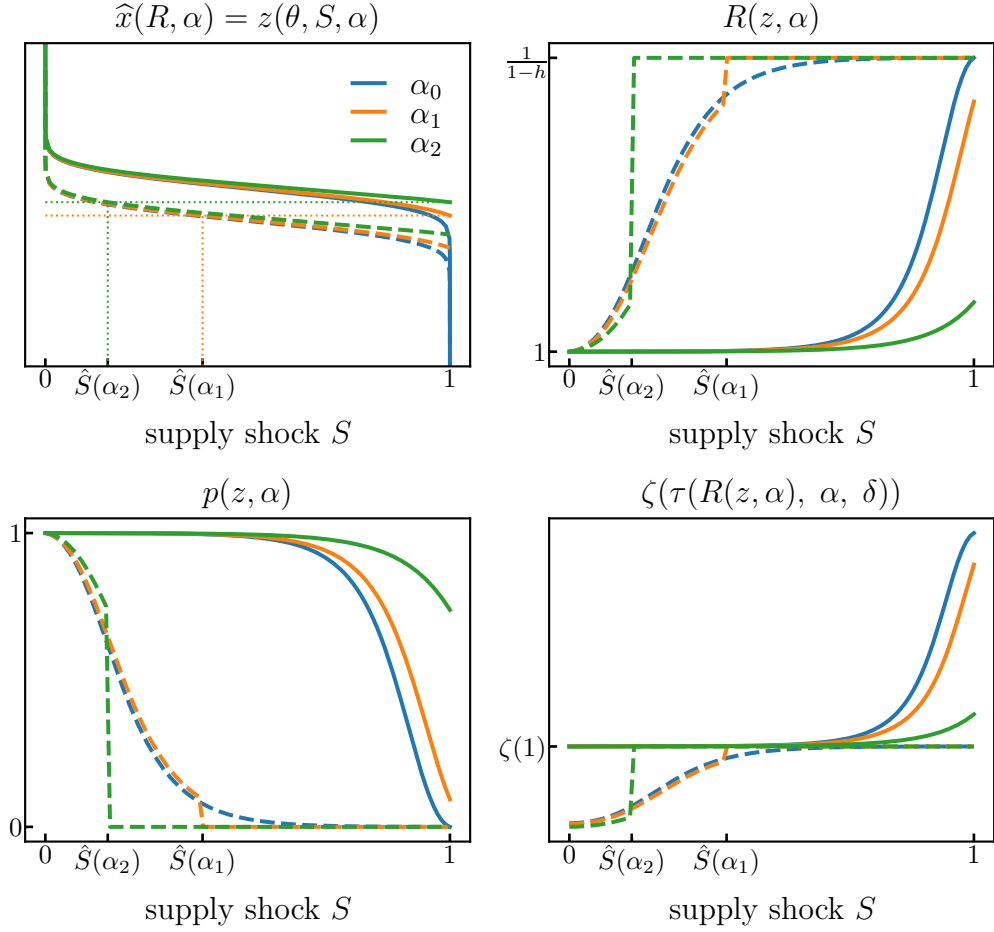 x̂(R, α) = z(θ, S, α)
α₀
α₁
α₂
0
Ŝ(α₂)
Ŝ(α₁)
1
supply shock S
R(z, α)
1/(1−h)
1
0
Ŝ(α₂)
Ŝ(α₁)
1
supply shock S
p(z, α)
1
0
0
Ŝ(α₂)
Ŝ(α₁)
1
supply shock S
ζ(τ(R(z, α), α, δ))
ζ(1)
0
Ŝ(α₂)
Ŝ(α₁)
1
supply shock S